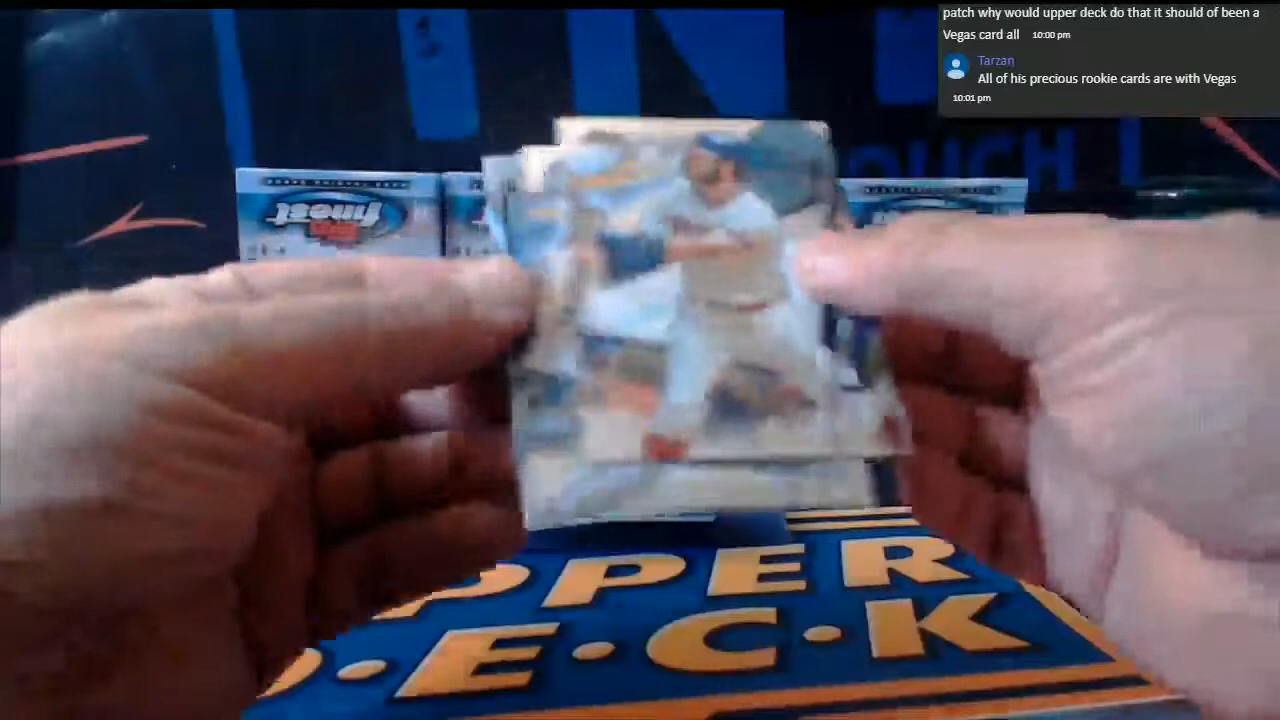 patch why would upper deck do that it should of been a
Vegas card all 10:00 pm
Tarzan
All of his precious rookie cards are with Vegas
10:01 pm
finest
UCH
PPER
D·E·C·K